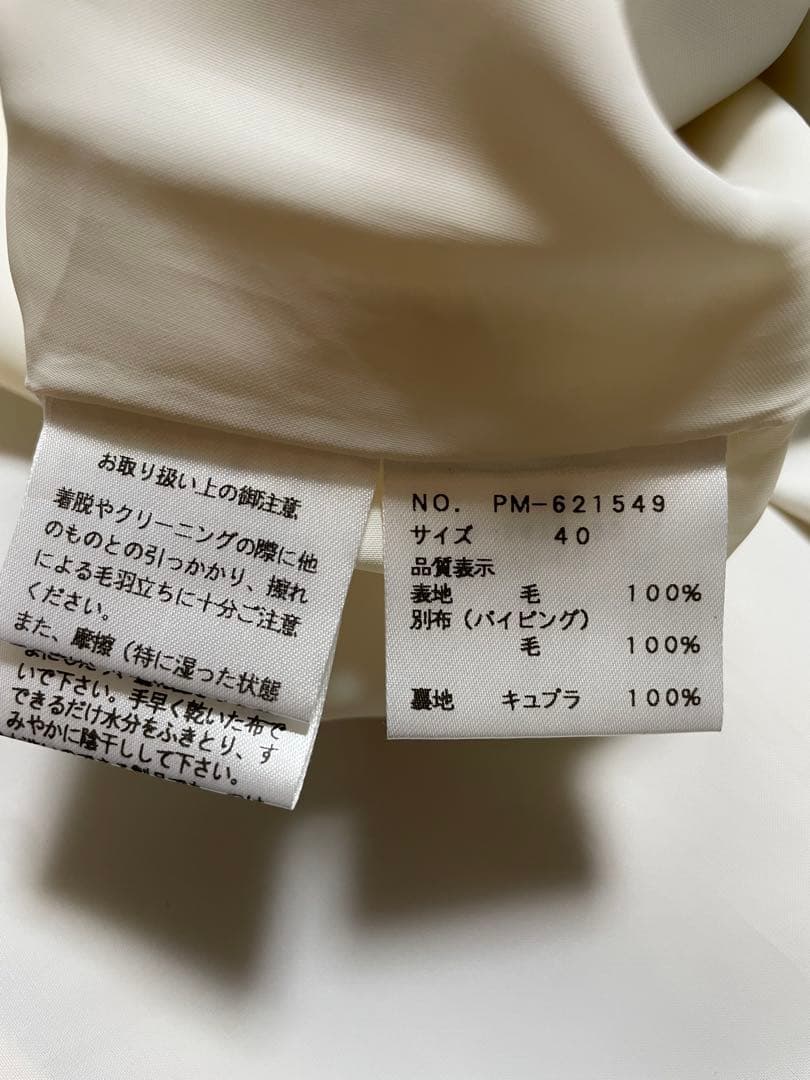 お取り扱い上の御注意
着脱やクリーニングの際に他
のものとの引っかかり、擦れ
による毛羽立ちに十分ご注意
ください。
また、摩擦（特に湿った状態
いで下さい。手早く乾いた布で
できるだけ水分をふきとり、す
みやかに陰干しして下さい。
NO. PM-621549
サイズ 40
品質表示
表地 毛 100%
別布（パイピング）
毛 100%
裏地 キュプラ 100%